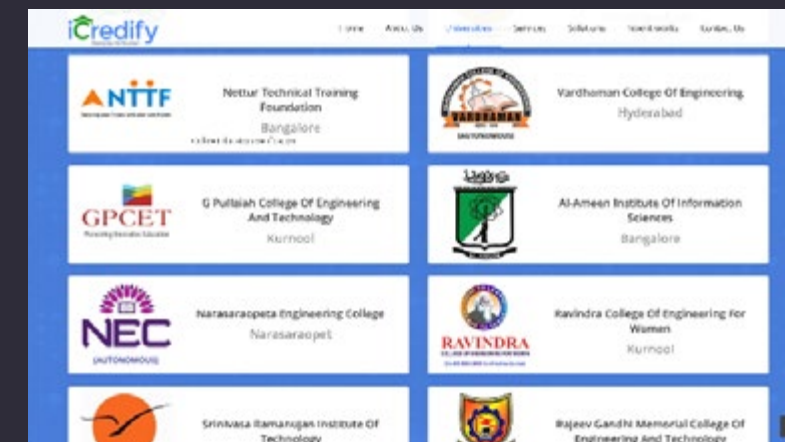 iCredify
Home About Us Universities Services Solutions Contact Us
ANTTF
Nettur Technical Training
Foundation
Bangalore
VARDHAMAN
(AUTONOMOUS)
Vardhaman College Of Engineering,
Hyderabad
GPCET
G Pullaiah College Of Engineering
And Technology
Kurnool
Al-Ameen Institute Of Information
Sciences
Bangalore
NEC
(AUTONOMOUS)
Narasaraopeta Engineering College
Narasaraopet
RAVINDRA
Ravindra College Of Engineering For
Women
Kurnool
Srinivasa Ramanujan Institute Of
Technology
Rajeev Gandhi Memorial College Of
Engineering And Technology